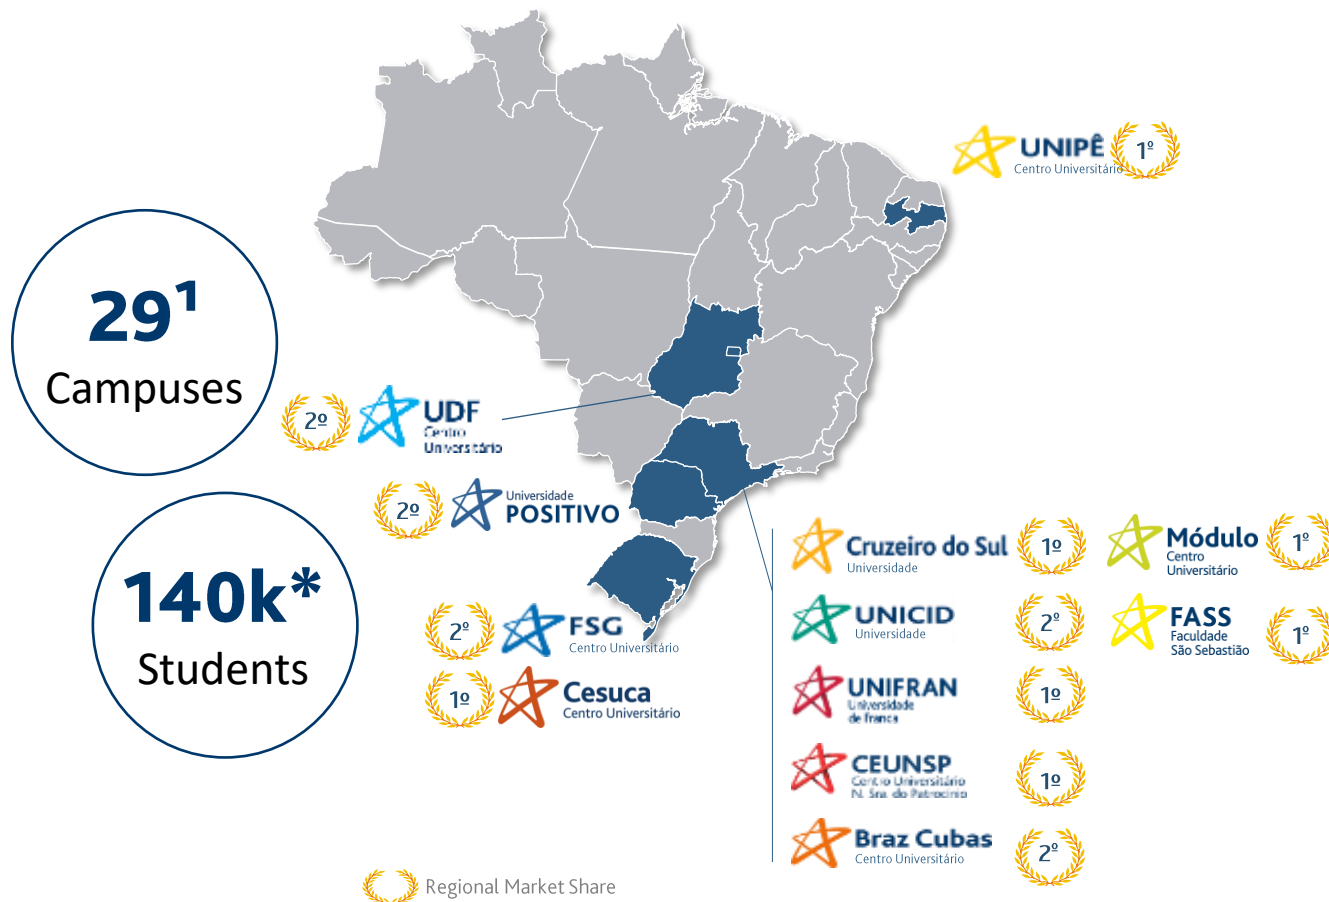 UNIPÊ
Centro Universitário
1º
29¹
Campuses
2º
UDF
Centro
Universitário
2º
Universidade
POSITIVO
140k*
Students
2º
FSG
Centro Universitário
1º
Cesuca
Centro Universitário
Cruzeiro do Sul
Universidade
1º
UNICID
Universidade
2º
UNIFRAN
Universidade
de Franca
1º
CEUNSP
Centro Universitário
N. Sra. do Patrocínio
1º
Braz Cubas
Centro Universitário
2º
Módulo
Centro
Universitário
1º
FASS
Faculdade
São Sebastião
1º
Regional Market Share